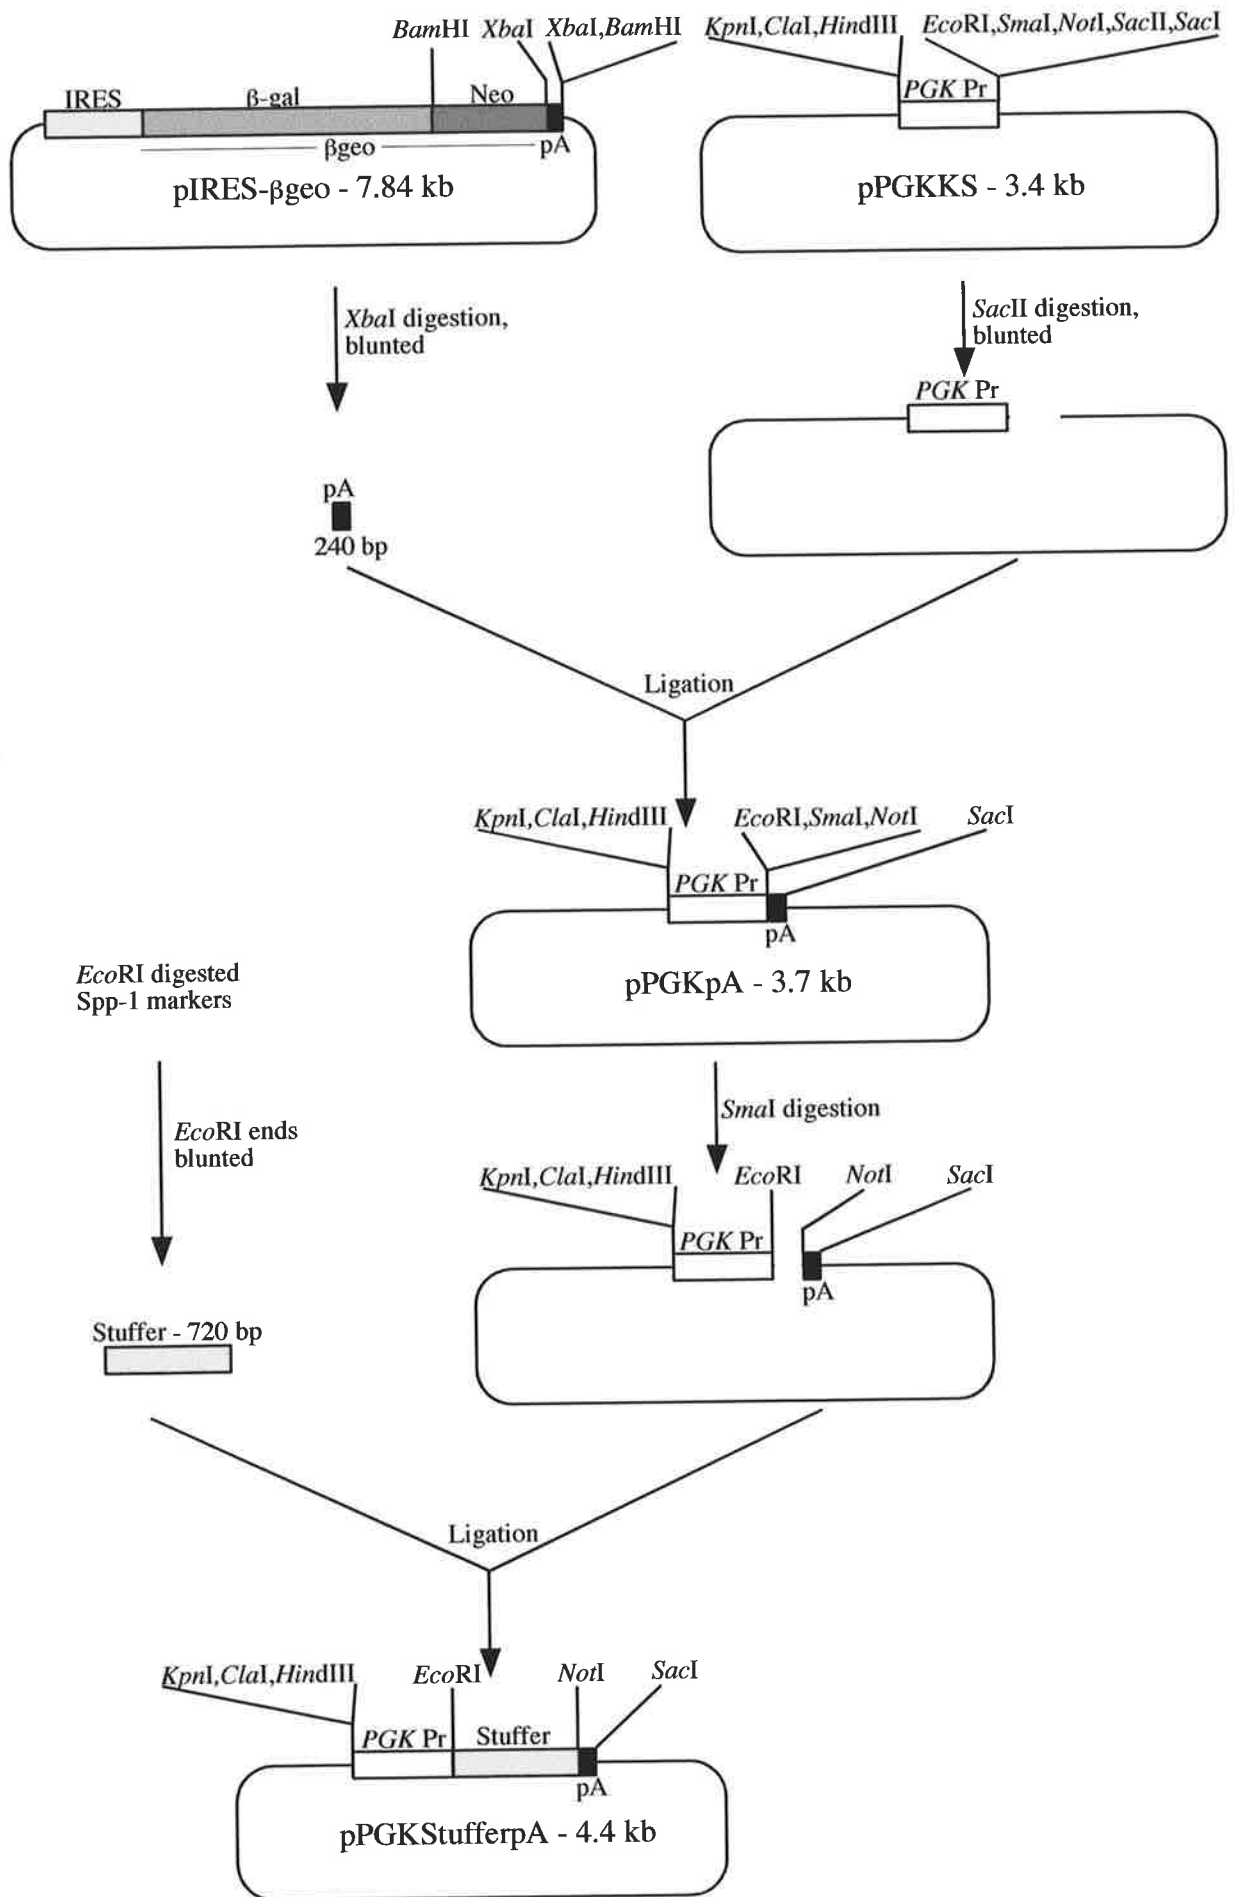 BamHI XbaI XbaI,BamHI KpnI,ClaI,HindIII EcoRI,SmaI,NotI,SacII,SacI
IRES β-gal Neo PGK Pr
βgeo pA
pIRES-βgeo - 7.84 kb pPGKKS - 3.4 kb
XbaI digestion,
blunted
SacII digestion,
blunted
PGK Pr
pA
240 bp
Ligation
KpnI,ClaI,HindIII EcoRI,SmaI,NotI SacI
PGK Pr
pA
pPGKpA - 3.7 kb
EcoRI digested
Spp-1 markers
SmaI digestion
EcoRI ends
blunted
KpnI,ClaI,HindIII EcoRI NotI SacI
PGK Pr
pA
Stuffer - 720 bp
Ligation
KpnI,ClaI,HindIII EcoRI NotI SacI
PGK Pr Stuffer
pA
pPGKStufferpA - 4.4 kb